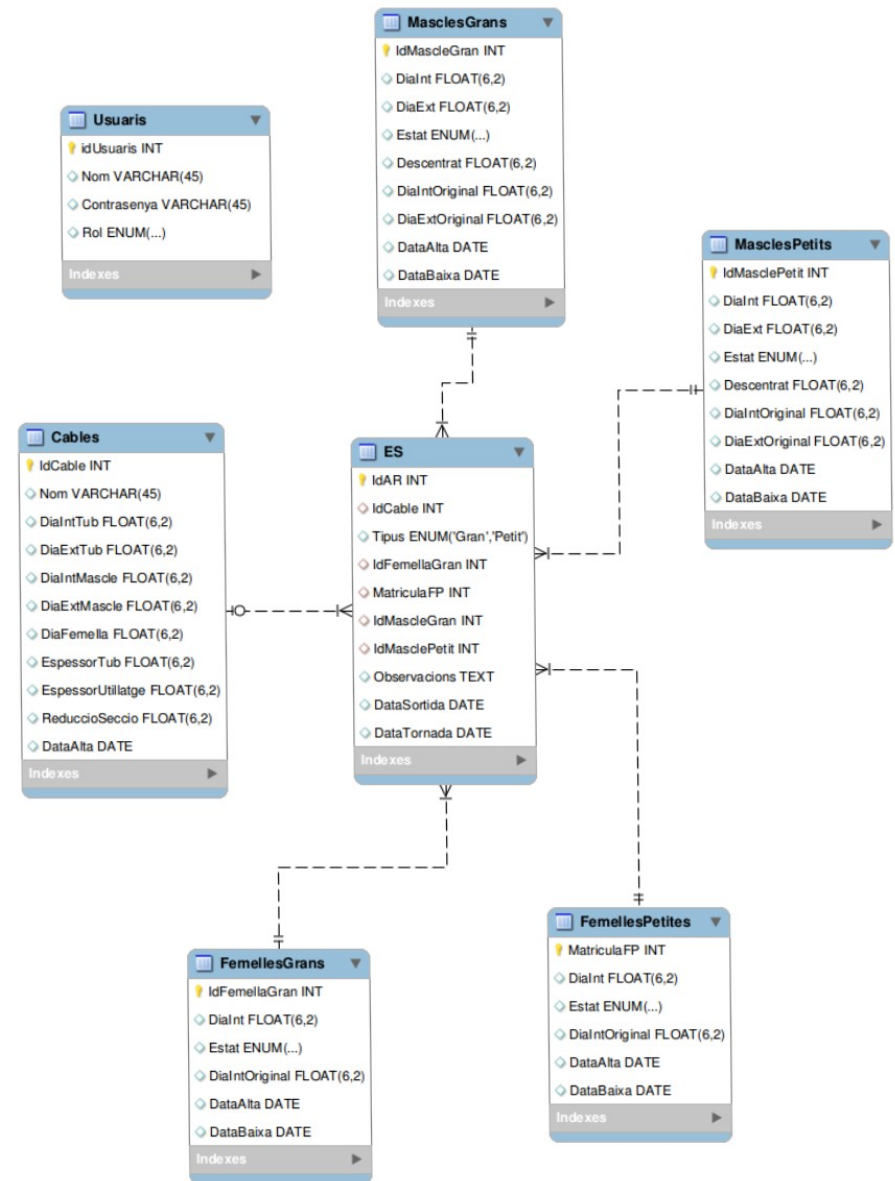 MasclesGrans
IdMascleGran INT
DiaInt FLOAT(6,2)
DiaExt FLOAT(6,2)
Estat ENUM(...)
Descentrat FLOAT(6,2)
DiaIntOriginal FLOAT(6,2)
DiaExtOriginal FLOAT(6,2)
DataAlta DATE
DataBaixa DATE
Indexes
Usuaris
idUsuaris INT
Nom VARCHAR(45)
Contrasenya VARCHAR(45)
Rol ENUM(...)
Indexes
MasclesPetits
IdMasclePetit INT
DiaInt FLOAT(6,2)
DiaExt FLOAT(6,2)
Estat ENUM(...)
Descentrat FLOAT(6,2)
DiaIntOriginal FLOAT(6,2)
DiaExtOriginal FLOAT(6,2)
DataAlta DATE
DataBaixa DATE
Indexes
Cables
IdCable INT
Nom VARCHAR(45)
DiaIntTub FLOAT(6,2)
DiaExtTub FLOAT(6,2)
DiaIntMascle FLOAT(6,2)
DiaExtMascle FLOAT(6,2)
DiaFemella FLOAT(6,2)
EspessorTub FLOAT(6,2)
EspessorUtillatge FLOAT(6,2)
ReduccioSeccio FLOAT(6,2)
DataAlta DATE
Indexes
ES
IdAR INT
IdCable INT
Tipus ENUM('Gran','Petit')
IdFemellaGran INT
MatriculaFP INT
IdMascleGran INT
IdMasclePetit INT
Observacions TEXT
DataSortida DATE
DataTornada DATE
Indexes
FemellesGrans
IdFemellaGran INT
DiaInt FLOAT(6,2)
Estat ENUM(...)
DiaIntOriginal FLOAT(6,2)
DataAlta DATE
DataBaixa DATE
Indexes
FemellesPetites
MatriculaFP INT
DiaInt FLOAT(6,2)
Estat ENUM(...)
DiaIntOriginal FLOAT(6,2)
DataAlta DATE
DataBaixa DATE
Indexes